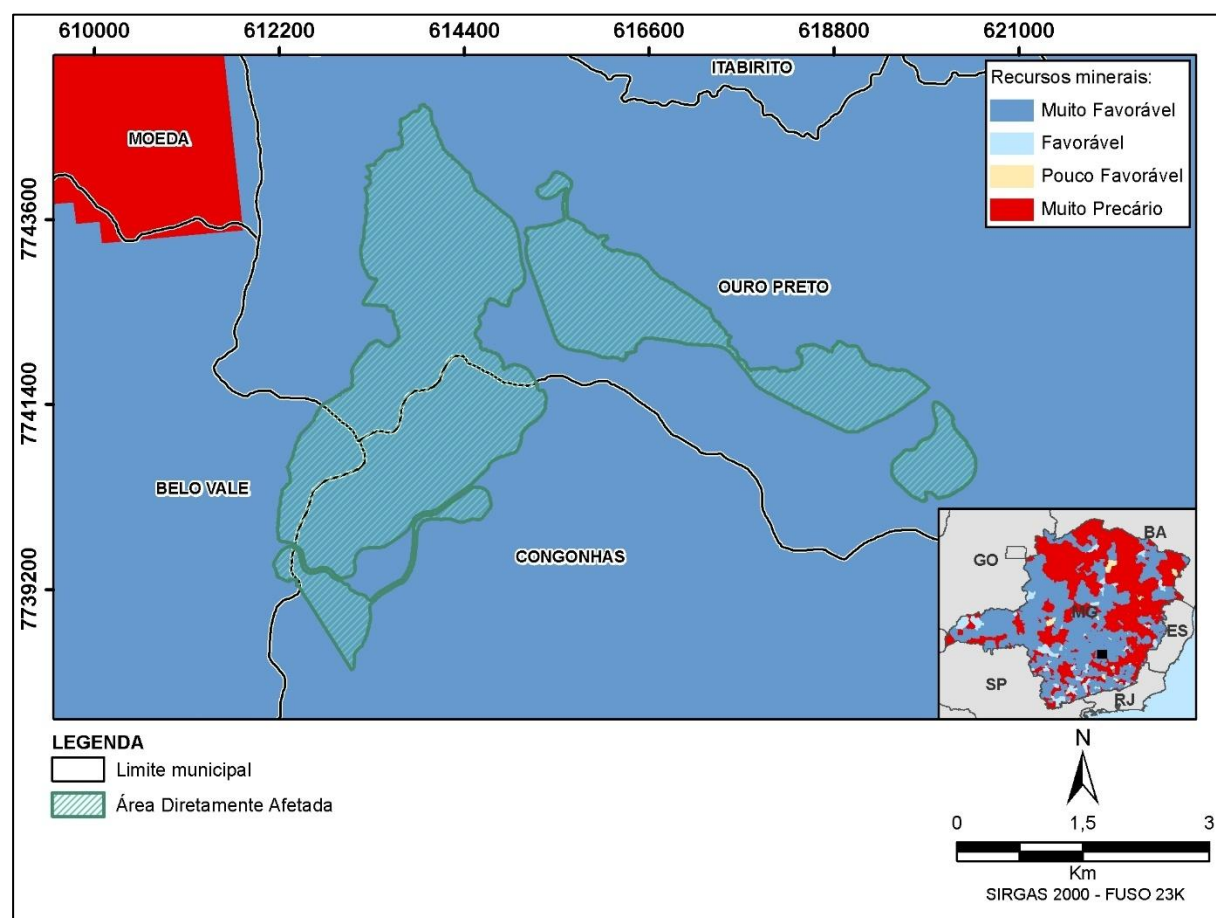 610000 612200 614400 616600 618800 621000
ITABIRITO
Recursos minerais:
Muito Favorável
Favorável
Pouco Favorável
Muito Precário
MOEDA
7743600
OURO PRETO
7741400
BELO VALE
CONGONHAS
7739200
BA
GO
MG
ES
SP
RJ
LEGENDA
Limite municipal
Área Diretamente Afetada
N
0 1,5 3
Km
SIRGAS 2000 - FUSO 23K